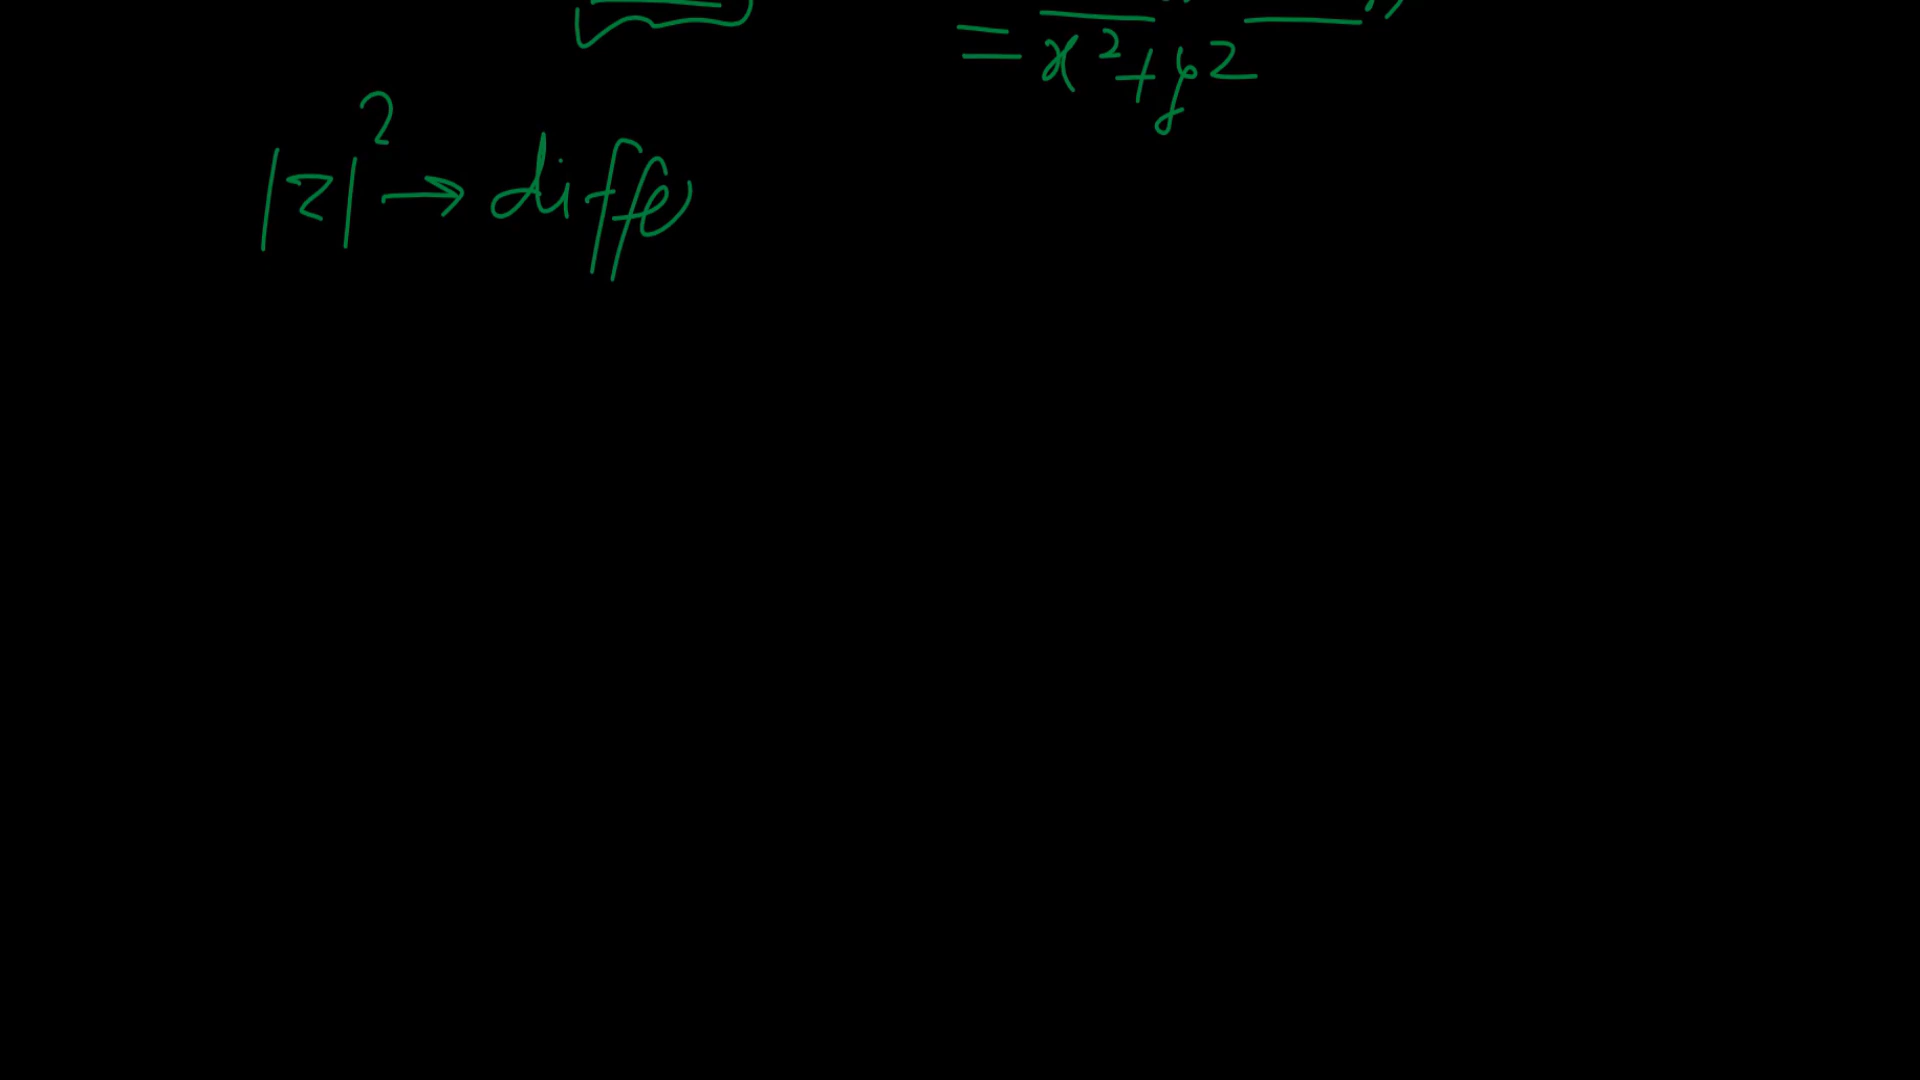 = x²+y²
|z|² → diffe